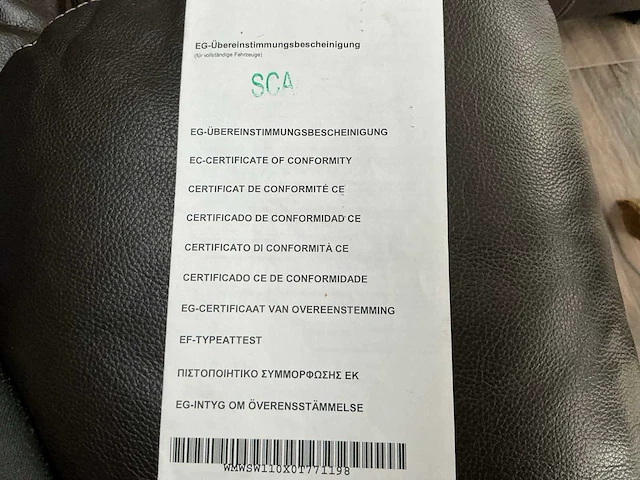 EG-Übereinstimmungsbescheinigung
(für vollständige Fahrzeuge)
SCA
EG-ÜBEREINSTIMMUNGSBESCHEINIGUNG
EC-CERTIFICATE OF CONFORMITY
CERTIFICAT DE CONFORMITÉ CE
CERTIFICADO DE CONFORMIDAD CE
CERTIFICATO DI CONFORMITÀ CE
CERTIFICADO CE DE CONFORMIDADE
EG-CERTIFICAAT VAN OVEREENSTEMMING
EF-TYPEATTEST
ΠΙΣΤΟΠΟΙΗΤΙΚΟ ΣΥΜΜΟΡΦΩΣΗΣ ΕΚ
EG-INTYG OM ÖVERENSSTÄMMELSE
WMWSW110X0T771198